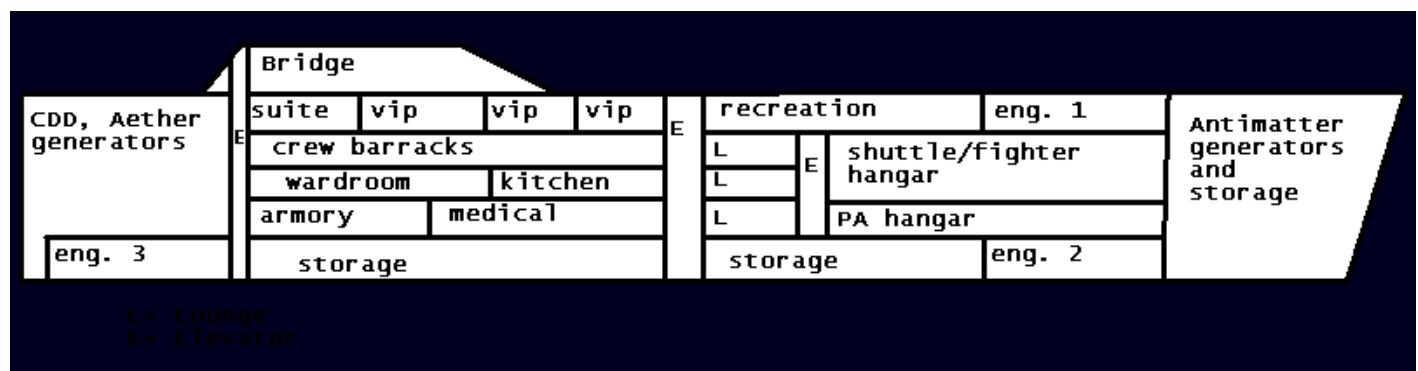 Bridge
CDD, Aether
generators
E
suite
vip
vip
vip
E
recreation
eng. 1
Antimatter
generators
and
storage
crew barracks
L
E
shuttle/fighter
hangar
wardroom
kitchen
L
armory
medical
L
PA hangar
eng. 3
storage
storage
eng. 2
L= Lounge
E= Elevator